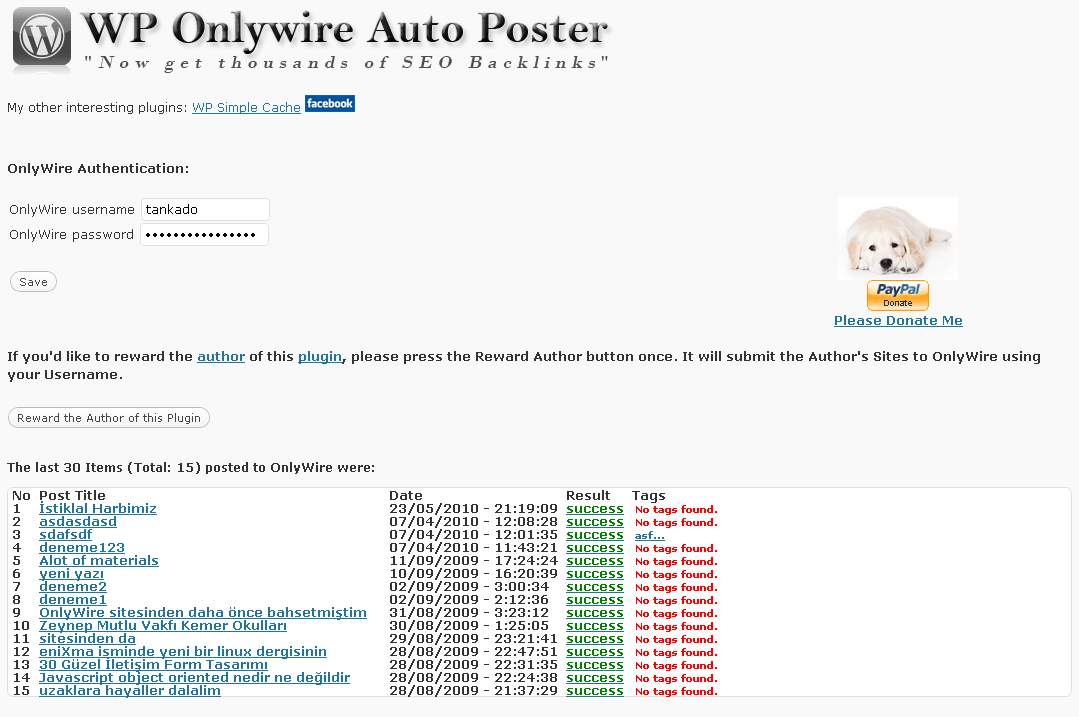 WP Onlywire Auto Poster
"Now get thousands of SEO Backlinks"
My other interesting plugins: WP Simple Cache facebook
OnlyWire Authentication:
OnlyWire username tankado
OnlyWire password ••••••••••••••••
Save
PayPal
Donate
Please Donate Me
If you'd like to reward the author of this plugin, please press the Reward Author button once. It will submit the Author's Sites to OnlyWire using
your Username.
Reward the Author of this Plugin
The last 30 Items (Total: 15) posted to OnlyWire were:
No Post Title Date Result Tags
1 İstiklal Harbimiz 23/05/2010 - 21:19:09 success No tags found.
2 asdasdasd 07/04/2010 - 12:08:28 success No tags found.
3 sdafsdf 07/04/2010 - 12:01:35 success asf...
4 deneme123 07/04/2010 - 11:43:21 success No tags found.
5 Alot of materials 11/09/2009 - 17:24:24 success No tags found.
6 yeni yazı 10/09/2009 - 16:20:39 success No tags found.
7 deneme2 02/09/2009 - 3:00:34 success No tags found.
8 deneme1 02/09/2009 - 2:12:36 success No tags found.
9 OnlyWire sitesinden daha önce bahsetmiştim 31/08/2009 - 3:23:12 success No tags found.
10 Zeynep Mutlu Vakfı Kemer Okulları 30/08/2009 - 1:25:05 success No tags found.
11 sitesinden da 29/08/2009 - 23:21:41 success No tags found.
12 eniXma isminde yeni bir linux dergisinin 28/08/2009 - 22:47:51 success No tags found.
13 30 Güzel İletişim Form Tasarımı 28/08/2009 - 22:31:35 success No tags found.
14 Javascript object oriented nedir ne değildir 28/08/2009 - 22:24:38 success No tags found.
15 uzaklara hayaller dalalim 28/08/2009 - 21:37:29 success No tags found.